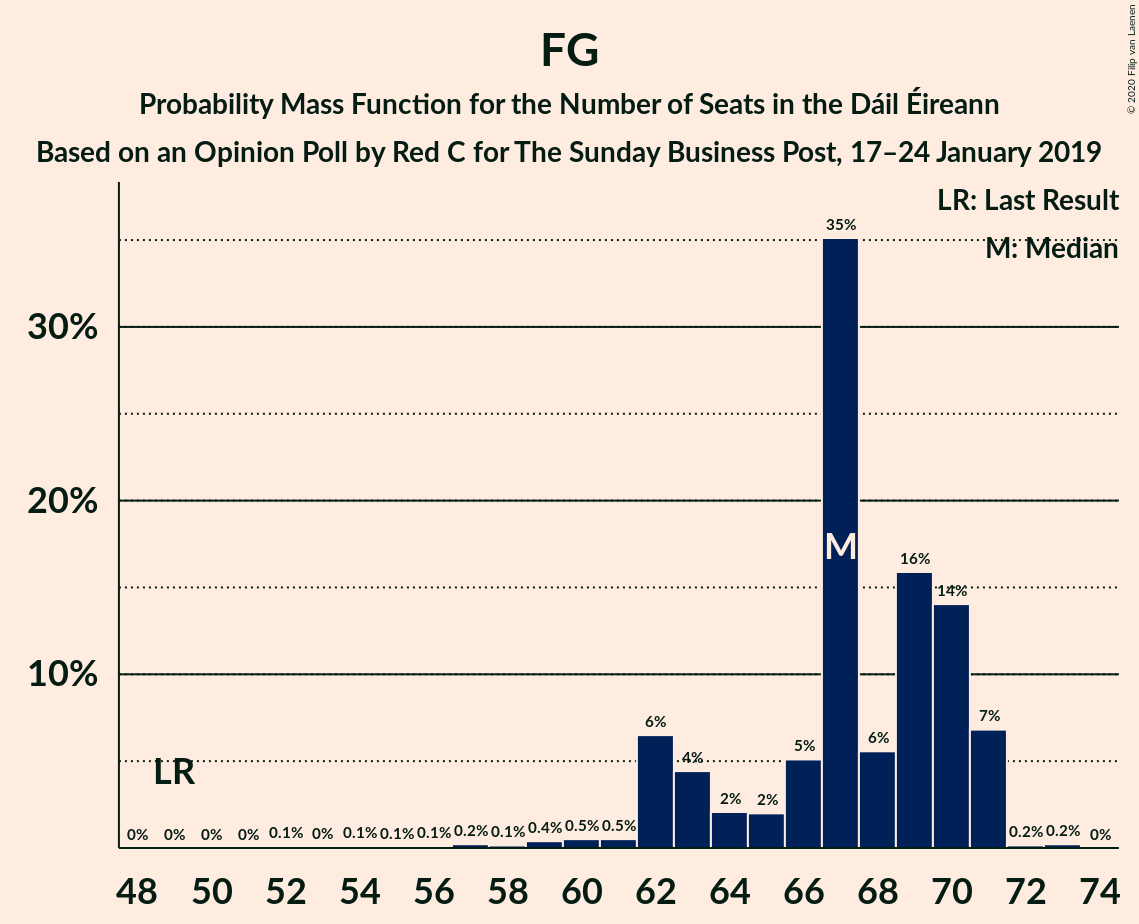 FG
Probability Mass Function for the Number of Seats in the Dáil Éireann
Based on an Opinion Poll by Red C for The Sunday Business Post, 17–24 January 2019
© 2020 Filip van Laenen
LR: Last Result
M: Median
35%
30%
20%
10%
M
16%
14%
7%
6%
6%
5%
4%
2% 2%
LR
0% 0% 0% 0% 0.1% 0% 0.1% 0.1% 0.1% 0.2% 0.1% 0.4% 0.5% 0.5% 0.2% 0.2% 0%
48 50 52 54 56 58 60 62 64 66 68 70 72 74